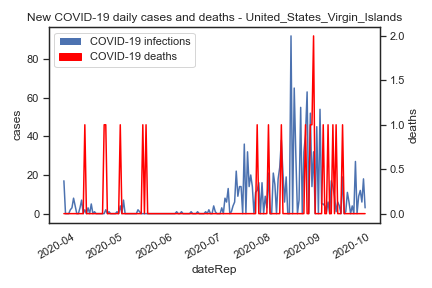 New COVID-19 daily cases and deaths - United_States_Virgin_Islands
COVID-19 infections
COVID-19 deaths
cases
80
60
40
20
0
2.0
1.5
1.0
0.5
0.0
deaths
2020-04
2020-05
2020-06
2020-07
2020-08
2020-09
2020-10
dateRep